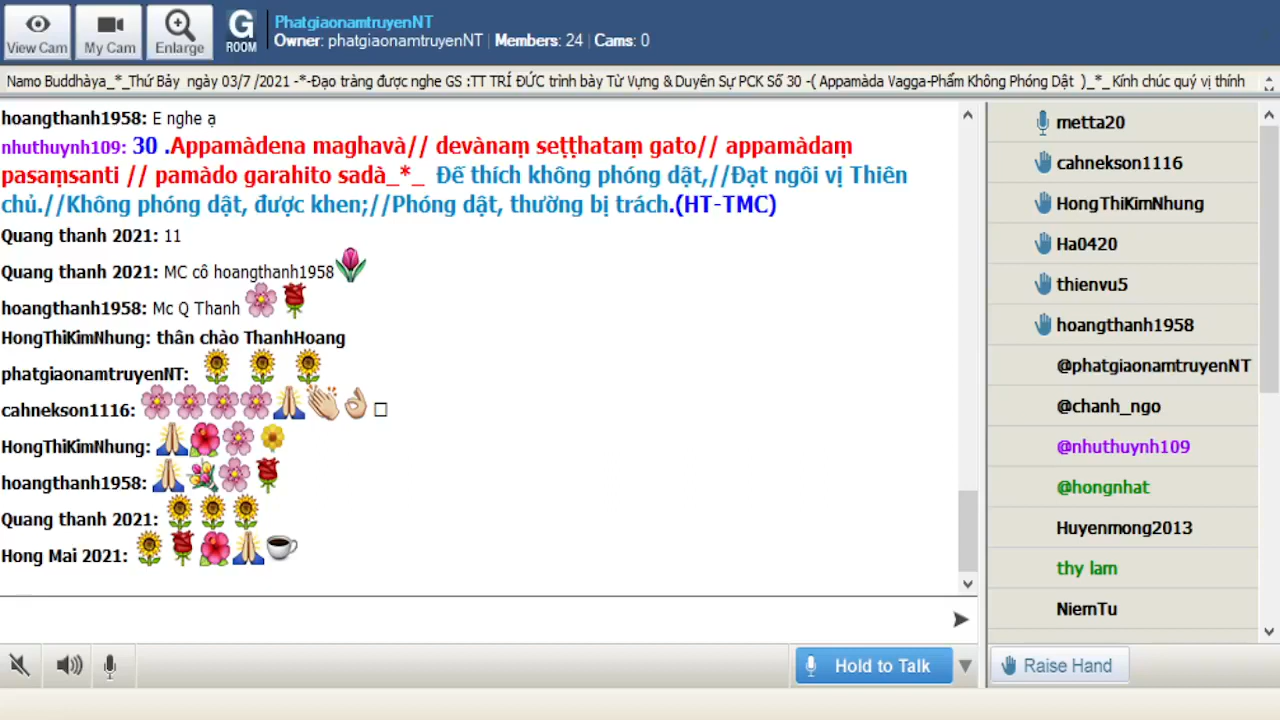 View Cam
My Cam
Enlarge
G
ROOM
PhatgiaonamtruyenNT
Owner: phatgiaonamtruyenNT | Members: 24 | Cams: 0
Namo Buddhàya_*_Thứ Bảy ngày 03/7 /2021 -*-Đạo tràng được nghe GS :TT TRÍ ĐỨC trình bày Từ Vựng & Duyên Sự PCK Số 30 -( Appamàda Vagga-Phẩm Không Phóng Dật )_*_ Kính chúc quý vị thính
hoangthanh1958: E nghe ạ
nhuthuynh109: 30 .Appamàdena maghavà// devànaṃ seṭṭhataṃ gato// appamàdaṃ
pasaṃsanti // pamàdo garahito sadà_*_ Đế thích không phóng dật,//Đạt ngôi vị Thiên
chủ.//Không phóng dật, được khen;//Phóng dật, thường bị trách.(HT-TMC)
Quang thanh 2021: 11
Quang thanh 2021: MC cô hoangthanh1958
hoangthanh1958: Mc Q Thanh
HongThiKimNhung: thân chào ThanhHoang
phatgiaonamtruyenNT:
cahnekson1116:
HongThiKimNhung:
hoangthanh1958:
Quang thanh 2021:
Hong Mai 2021:
Hold to Talk
metta20
cahnekson1116
HongThiKimNhung
Ha0420
thienvu5
hoangthanh1958
@phatgiaonamtruyenNT
@chanh_ngo
@nhuthuynh109
@hongnhat
Huyenmong2013
thy lam
NiemTu
Raise Hand